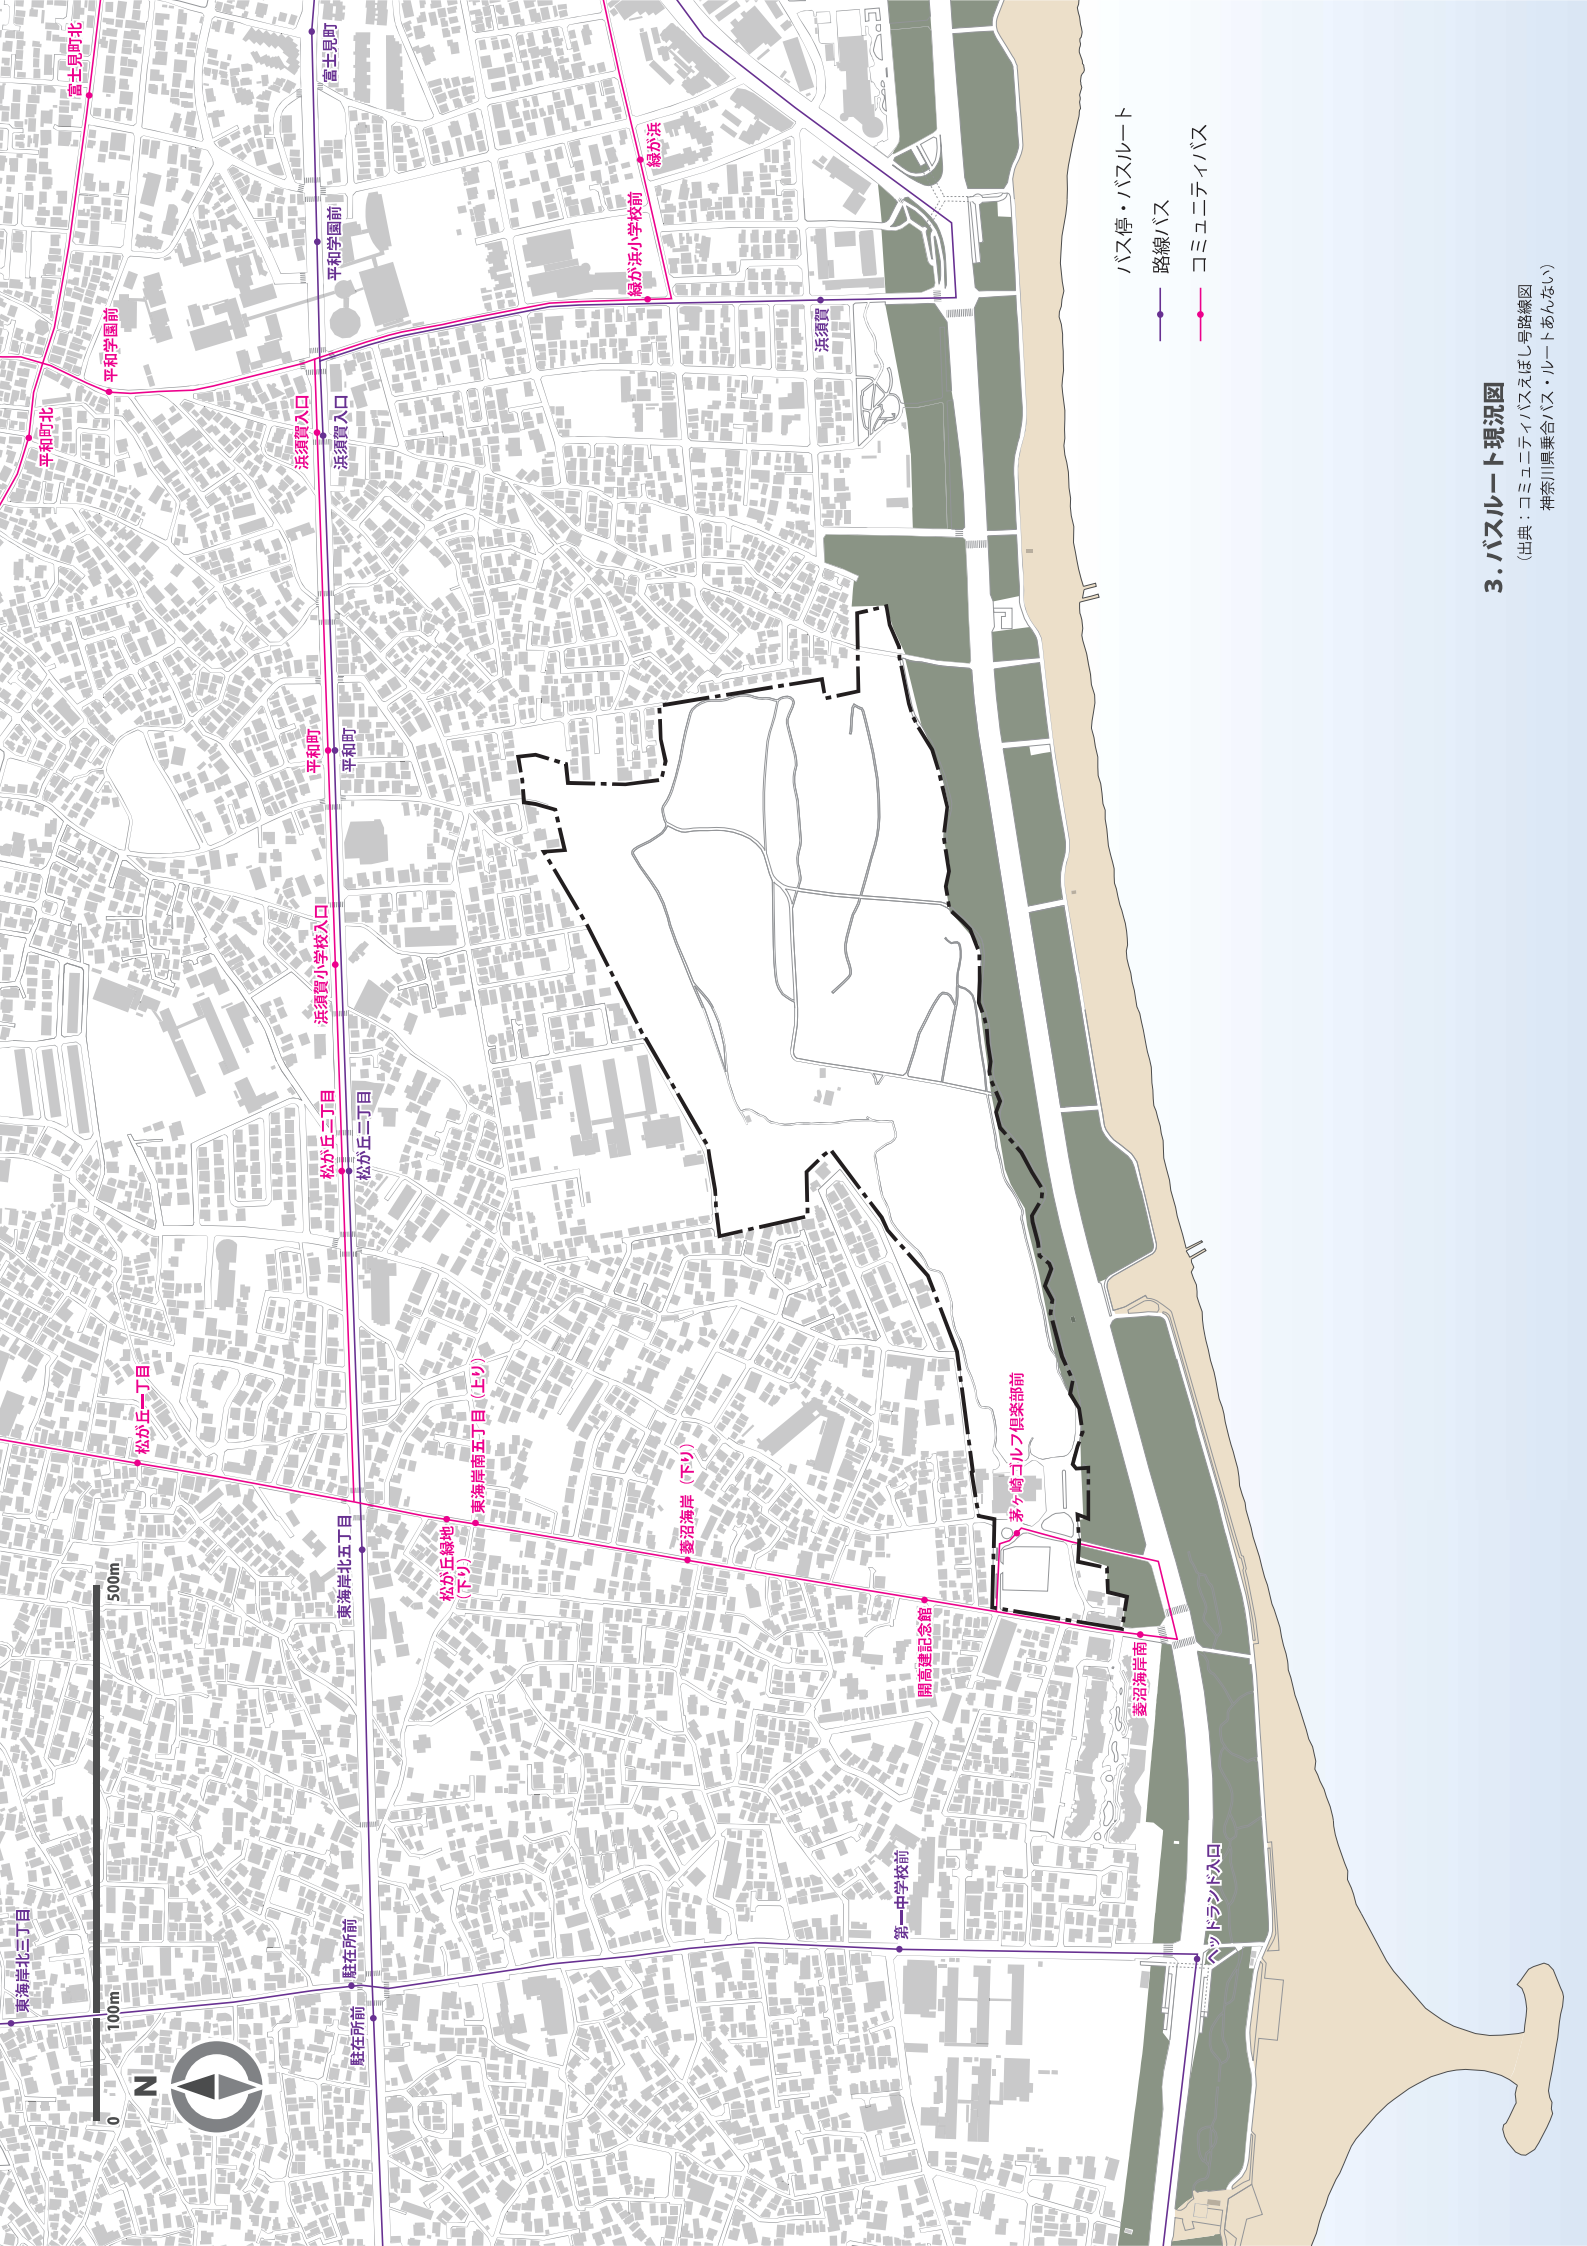 富士見町北
富士見町
平和学園前
平和学園前
平和町北
緑が浜
緑が浜小学校前
浜須賀
浜須賀入口
浜須賀入口
平和町
平和町
浜須賀小学校入口
松が丘二丁目
松が丘二丁目
松が丘一丁目
東海岸南五丁目（上り）
松が丘緑地
（下り）
菱沼海岸（下り）
茅ヶ崎ゴルフ倶楽部前
開高建記念館
菱沼海岸南
東海岸北五丁目
東海岸北三丁目
駐在所前
駐在所前
第一中学校前
ヘッドランド入口
0
100m
500m
N
バス停・バスルート
路線バス
コミュニティバス
3. バスルート現況図
（出典：コミュニティバスえぼし号路線図
神奈川県乗合バス・ルートあんない）